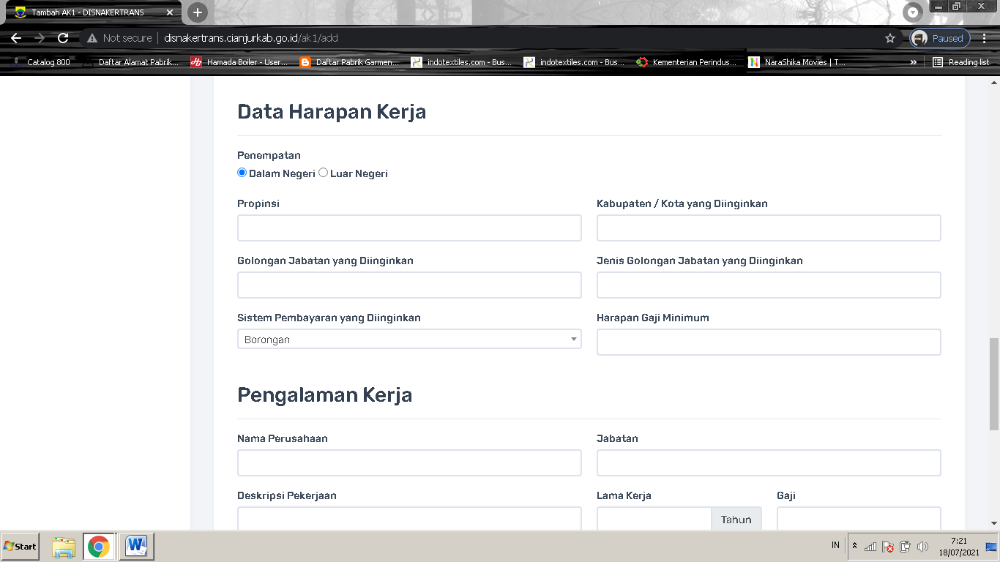 Tambah AK1 - DISNAKERTRANS
Not secure disnakertrans.cianjurkab.go.id/ak1/add Paused
Catalog 800 Daftar Alamat Pabrik... Hamada Boiler - User... Daftar Pabrik Garmen... indotextiles.com - Bus... indotextiles.com - Bus... Kementerian Perindus... NaraShika Movies | T... » Reading list
Data Harapan Kerja
Penempatan
Dalam Negeri Luar Negeri
Propinsi Kabupaten / Kota yang Diinginkan
Golongan Jabatan yang Diinginkan Jenis Golongan Jabatan yang Diinginkan
Sistem Pembayaran yang Diinginkan Harapan Gaji Minimum
Borongan
Pengalaman Kerja
Nama Perusahaan Jabatan
Deskripsi Pekerjaan Lama Kerja Gaji
Tahun
Start IN 7:21
18/07/2021